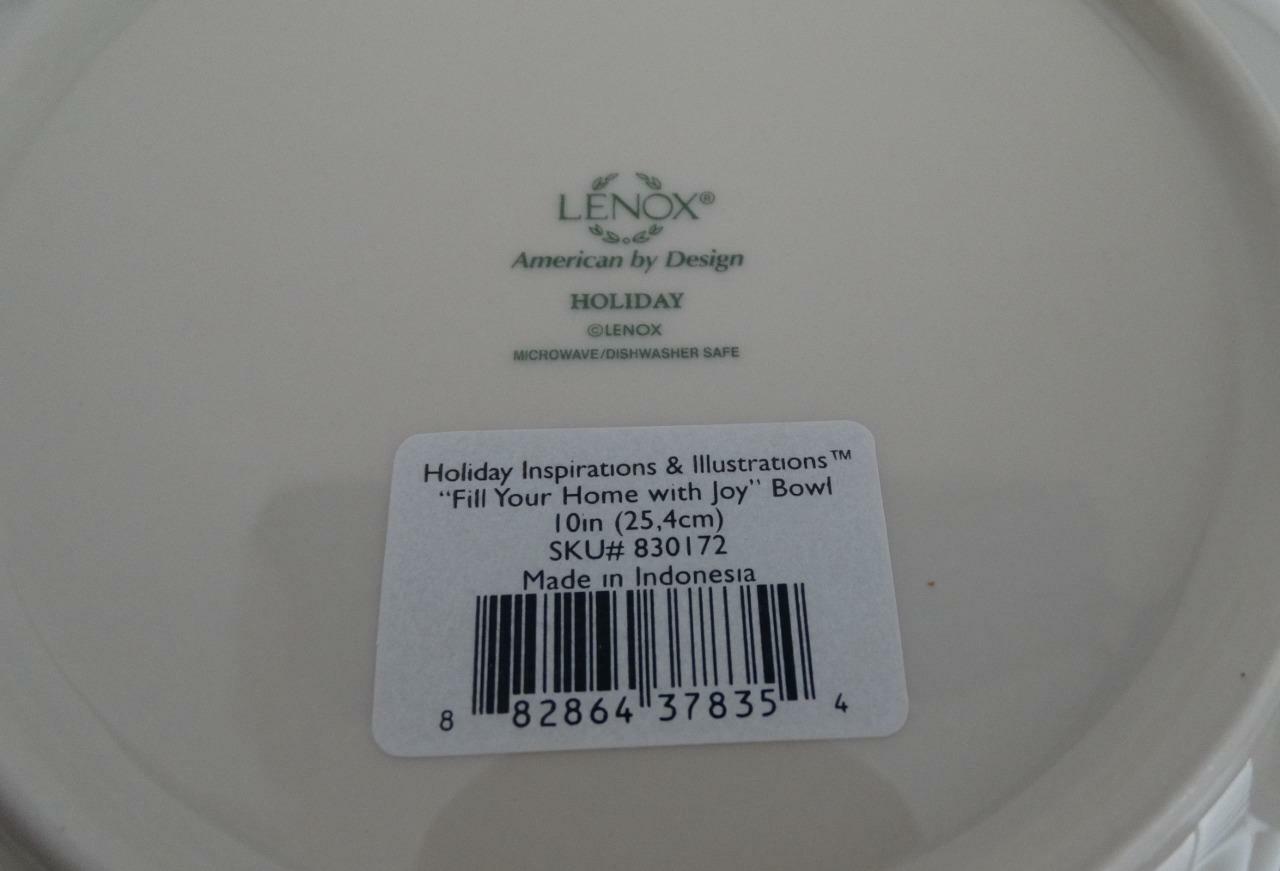 LENOX®
American by Design
HOLIDAY
©LENOX
MICROWAVE/DISHWASHER SAFE
Holiday Inspirations & Illustrations™
“Fill Your Home with Joy” Bowl
10in (25,4cm)
SKU# 830172
Made in Indonesia
8 82864 37835 4